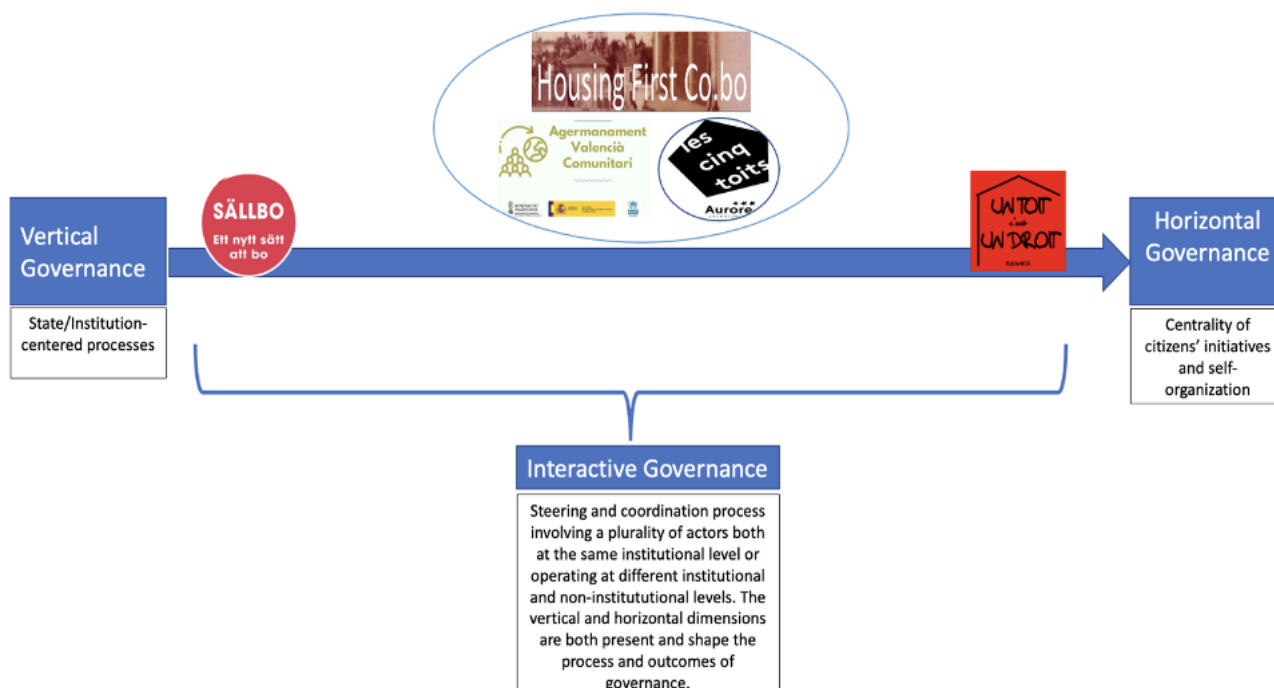 Housing First Co.bo
Agermanament
Valencià
Comunitari
les
cinq
toits
Aurore
SÄLLBO
Ett nytt sätt
att bo
UN TOIT
c'est
UN DROIT
Vertical
Governance
State/Institution-
centered processes
Horizontal
Governance
Centrality of
citizens' initiatives
and self-
organization
Interactive Governance
Steering and coordination process
involving a plurality of actors both
at the same institutional level or
operating at different institutional
and non-institututional levels. The
vertical and horizontal dimensions
are both present and shape the
process and outcomes of
governance.